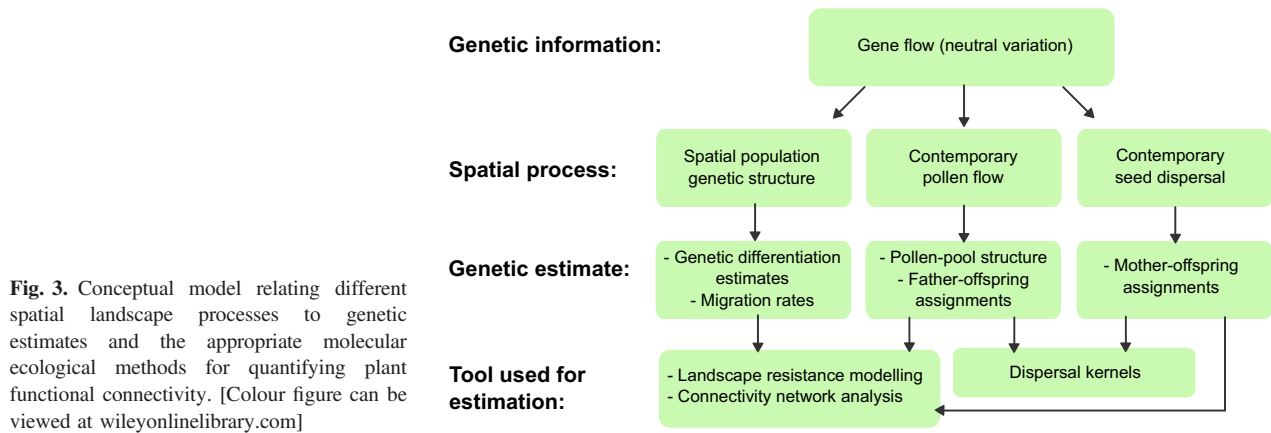 Genetic information:
Gene flow (neutral variation)
Spatial process:
Spatial population
genetic structure
Contemporary
pollen flow
Contemporary
seed dispersal
Genetic estimate:
- Genetic differentiation
estimates
- Migration rates
- Pollen-pool structure
- Father-offspring
assignments
- Mother-offspring
assignments
Tool used for
estimation:
- Landscape resistance modelling
- Connectivity network analysis
Dispersal kernels
Fig. 3. Conceptual model relating different
spatial landscape processes to genetic
estimates and the appropriate molecular
ecological methods for quantifying plant
functional connectivity. [Colour figure can be
viewed at wileyonlinelibrary.com]